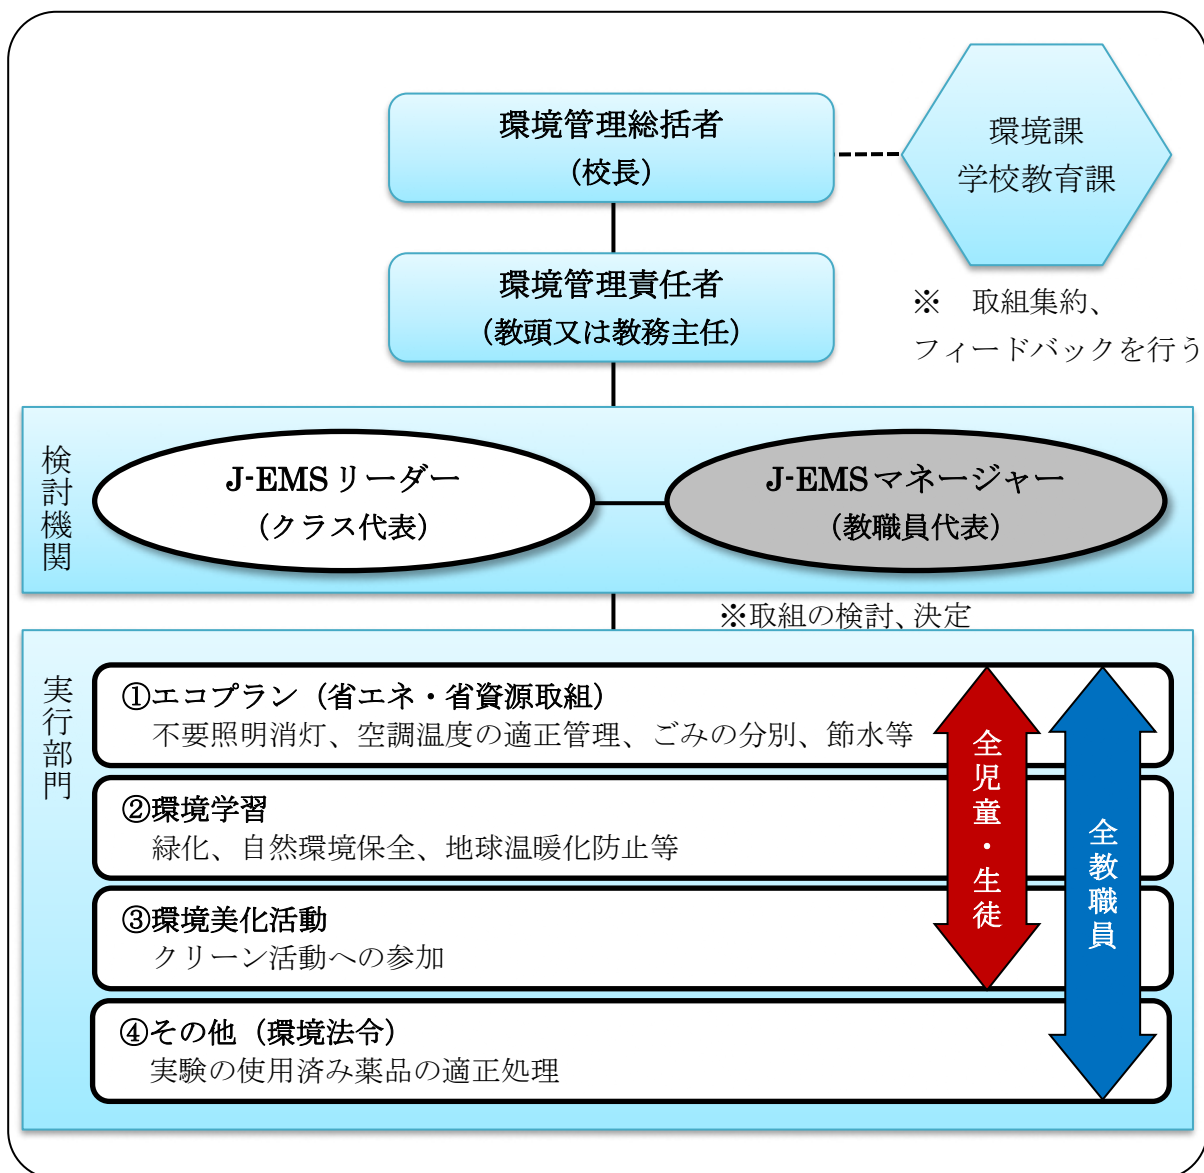 環境管理総括者
（校長）
環境課
学校教育課
環境管理責任者
（教頭又は教務主任）
※　取組集約、
フィードバックを行う
検討機関
J-EMSリーダー
（クラス代表）
J-EMSマネージャー
（教職員代表）
※取組の検討、決定
実行部門
①エコプラン（省エネ・省資源取組）
不要照明消灯、空調温度の適正管理、ごみの分別、節水等
②環境学習
緑化、自然環境保全、地球温暖化防止等
③環境美化活動
クリーン活動への参加
④その他（環境法令）
実験の使用済み薬品の適正処理
全児童・生徒
全教職員